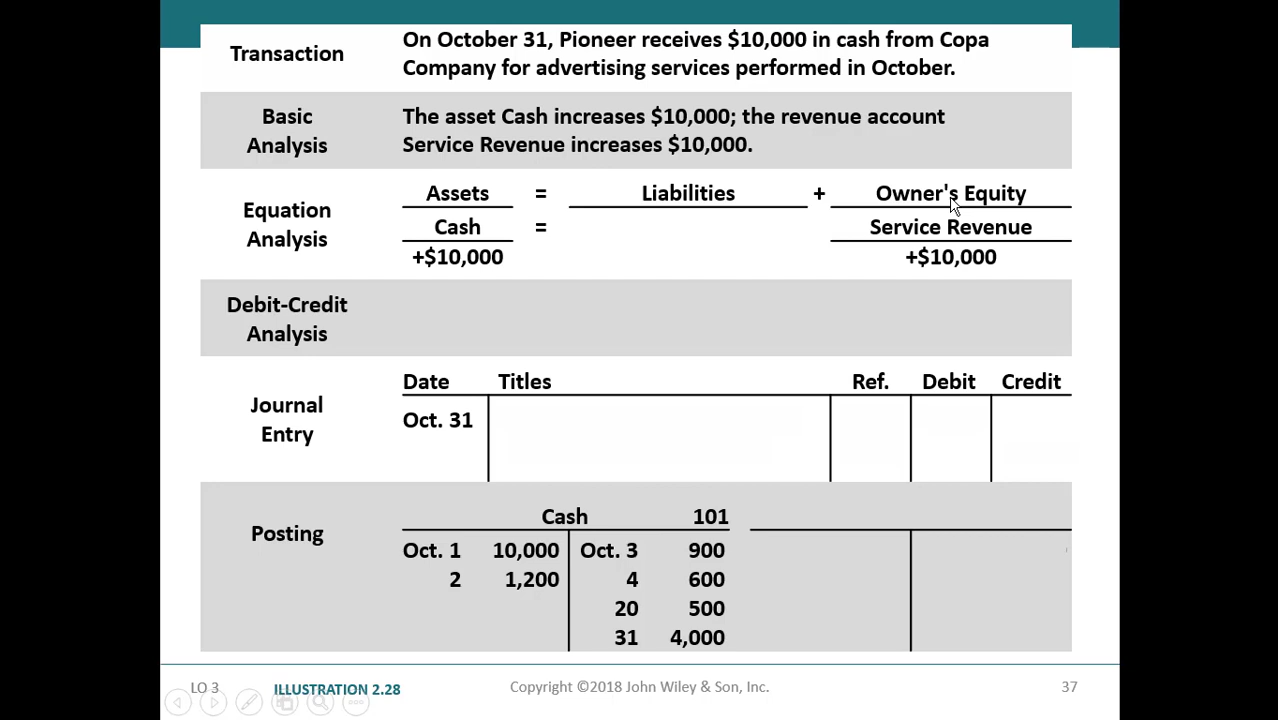 Transaction
On October 31, Pioneer receives $10,000 in cash from Copa
Company for advertising services performed in October.
Basic
Analysis
The asset Cash increases $10,000; the revenue account
Service Revenue increases $10,000.
Equation
Analysis
Assets = Liabilities + Owner's Equity
Cash = Service Revenue
+$10,000 +$10,000
Debit-Credit
Analysis
Journal
Entry
Date Titles Ref. Debit Credit
Oct. 31
Posting
Cash 101
Oct. 1 10,000 Oct. 3 900
2 1,200 4 600
20 500
31 4,000
LO 3 ILLUSTRATION 2.28 Copyright ©2018 John Wiley & Son, Inc. 37